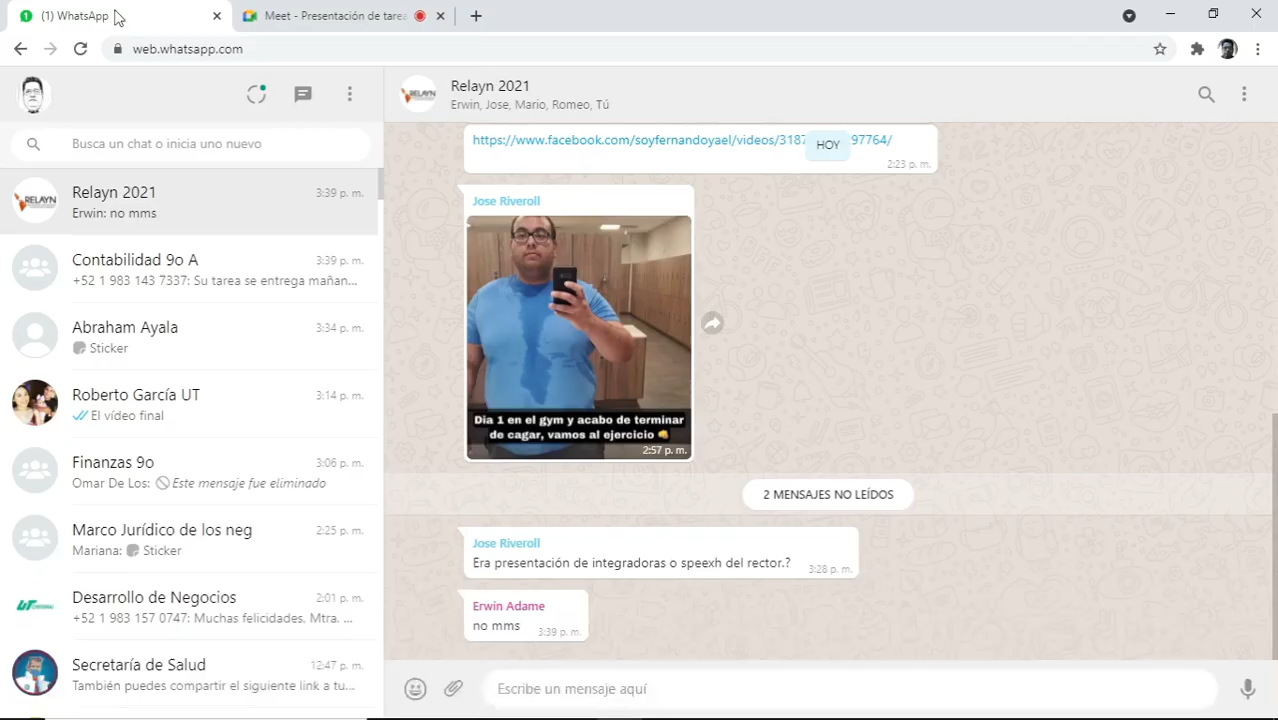 (1) WhatsApp
Meet - Presentación de tarea
web.whatsapp.com
Relayn 2021
Erwin, Jose, Mario, Romeo, Tú
Busca un chat o inicia uno nuevo
Relayn 2021
3:39 p. m.
Erwin: no mms
Contabilidad 9o A
3:39 p. m.
+52 1 983 143 7337: Su tarea se entrega mañan...
Abraham Ayala
3:34 p. m.
Sticker
Roberto García UT
3:14 p. m.
El vídeo final
Finanzas 9o
3:06 p. m.
Omar De Los: Este mensaje fue eliminado
Marco Jurídico de los neg
2:25 p. m.
Mariana: Sticker
Desarrollo de Negocios
2:01 p. m.
+52 1 983 157 0747: Muchas felicidades. Mtra. ...
Secretaría de Salud
12:47 p. m.
También puedes compartir el siguiente link a tu...
https://www.facebook.com/soyfernandoyael/videos/3187 97764/
HOY
2:23 p. m.
Jose Riveroll
Dia 1 en el gym y acabo de terminar
de cagar, vamos al ejercicio 👊
2:57 p. m.
2 MENSAJES NO LEÍDOS
Jose Riveroll
Era presentación de integradoras o speexh del rector.?
3:28 p. m.
Erwin Adame
no mms
3:39 p. m.
Escribe un mensaje aquí